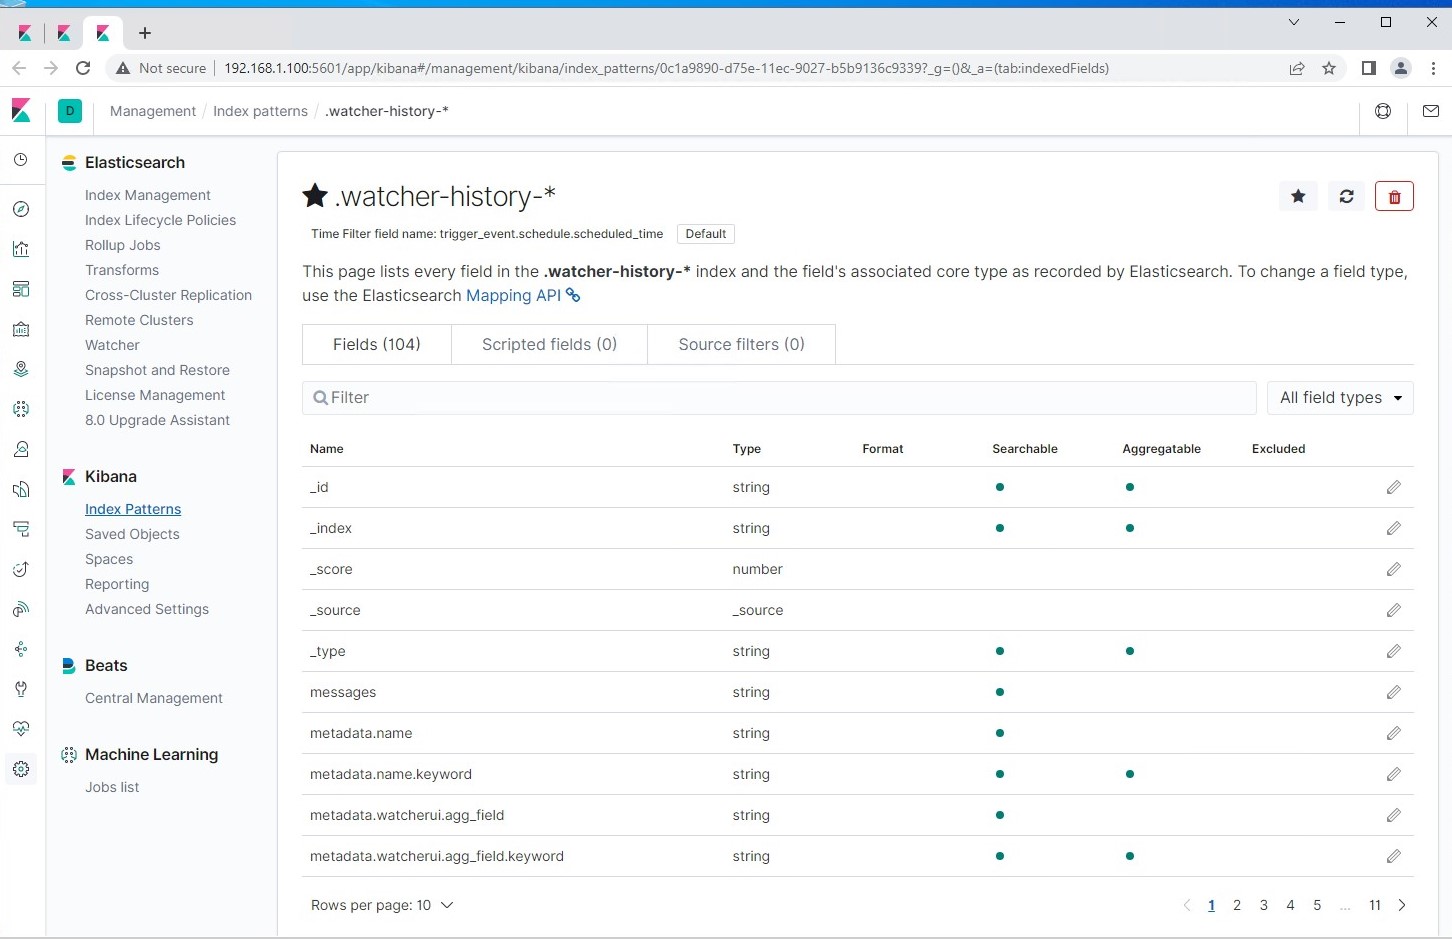 Not secure
192.168.1.100:5601/app/kibana#/management/kibana/index_patterns/0c1a9890-d75e-11ec-9027-b5b9136c9339?_g=()&_a=(tab:indexedFields)
D
Management / Index patterns / .watcher-history-*
Elasticsearch
Index Management
Index Lifecycle Policies
Rollup Jobs
Transforms
Cross-Cluster Replication
Remote Clusters
Watcher
Snapshot and Restore
License Management
8.0 Upgrade Assistant
Kibana
Index Patterns
Saved Objects
Spaces
Reporting
Advanced Settings
Beats
Central Management
Machine Learning
Jobs list
.watcher-history-*
Time Filter field name: trigger_event.schedule.scheduled_time Default
This page lists every field in the .watcher-history-* index and the field's associated core type as recorded by Elasticsearch. To change a field type,
use the Elasticsearch Mapping API
Fields (104) Scripted fields (0) Source filters (0)
Filter All field types
Name Type Format Searchable Aggregatable Excluded
_id string
_index string
_score number
_source _source
_type string
messages string
metadata.name string
metadata.name.keyword string
metadata.watcherui.agg_field string
metadata.watcherui.agg_field.keyword string
Rows per page: 10 1 2 3 4 5 ... 11